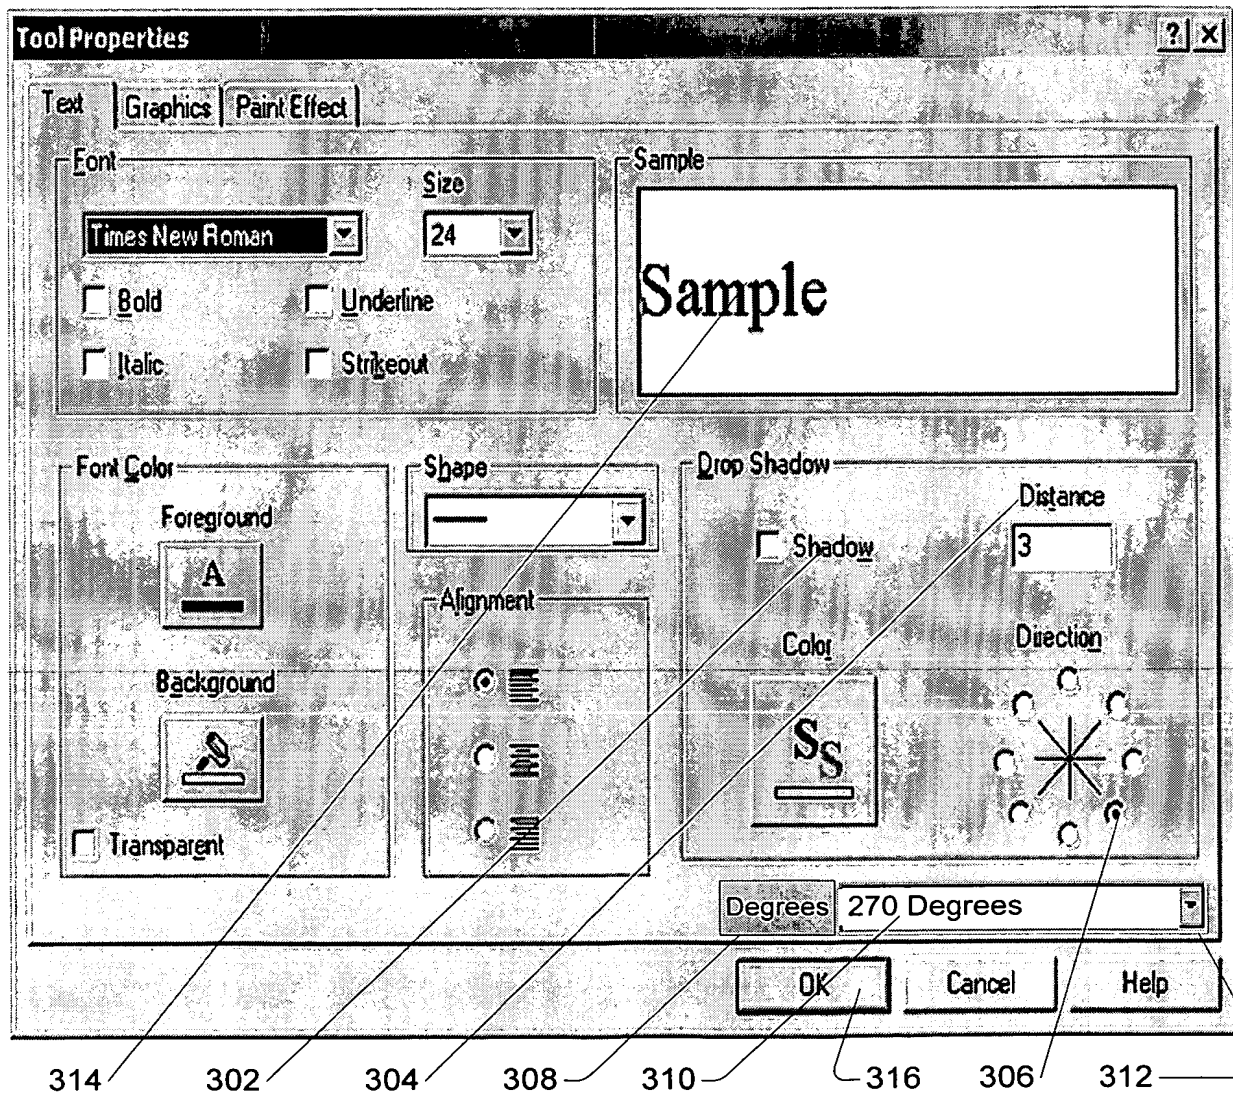 Tool Properties ? ×
Text Graphics Paint Effect
Font
Size
Times New Roman 24
Bold Underline
Italic Strikeout
Sample
Sample
Font Color
Foreground
A
Background
Transparent
Shape
Alignment
Drop Shadow
Distance
Shadow 3
Color Direction
SS
Degrees 270 Degrees
OK Cancel Help
314 302 304 308 310 316 306 312